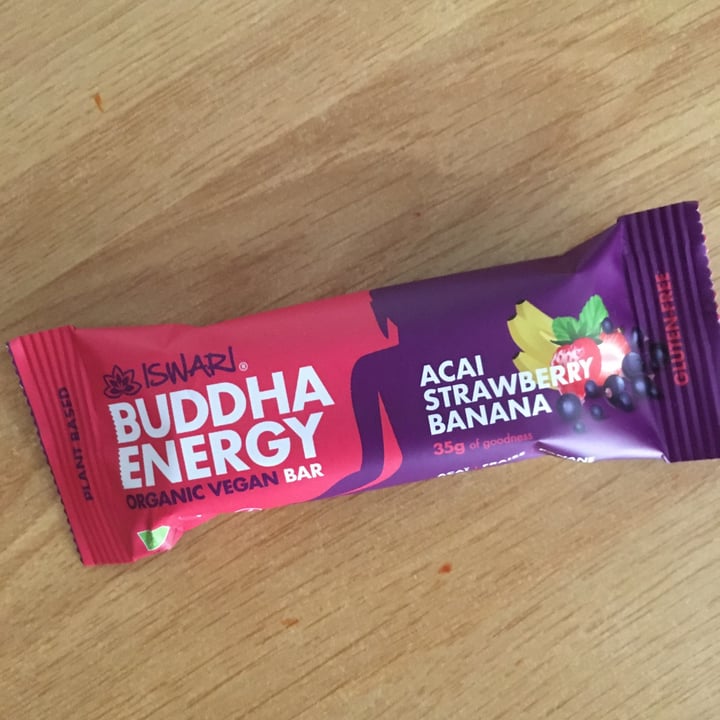 PLANT BASED
ISWARI®
BUDDHA
ENERGY
ORGANIC VEGAN BAR
ACAI
STRAWBERRY
BANANA
35g of goodness
GLUTEN FREE